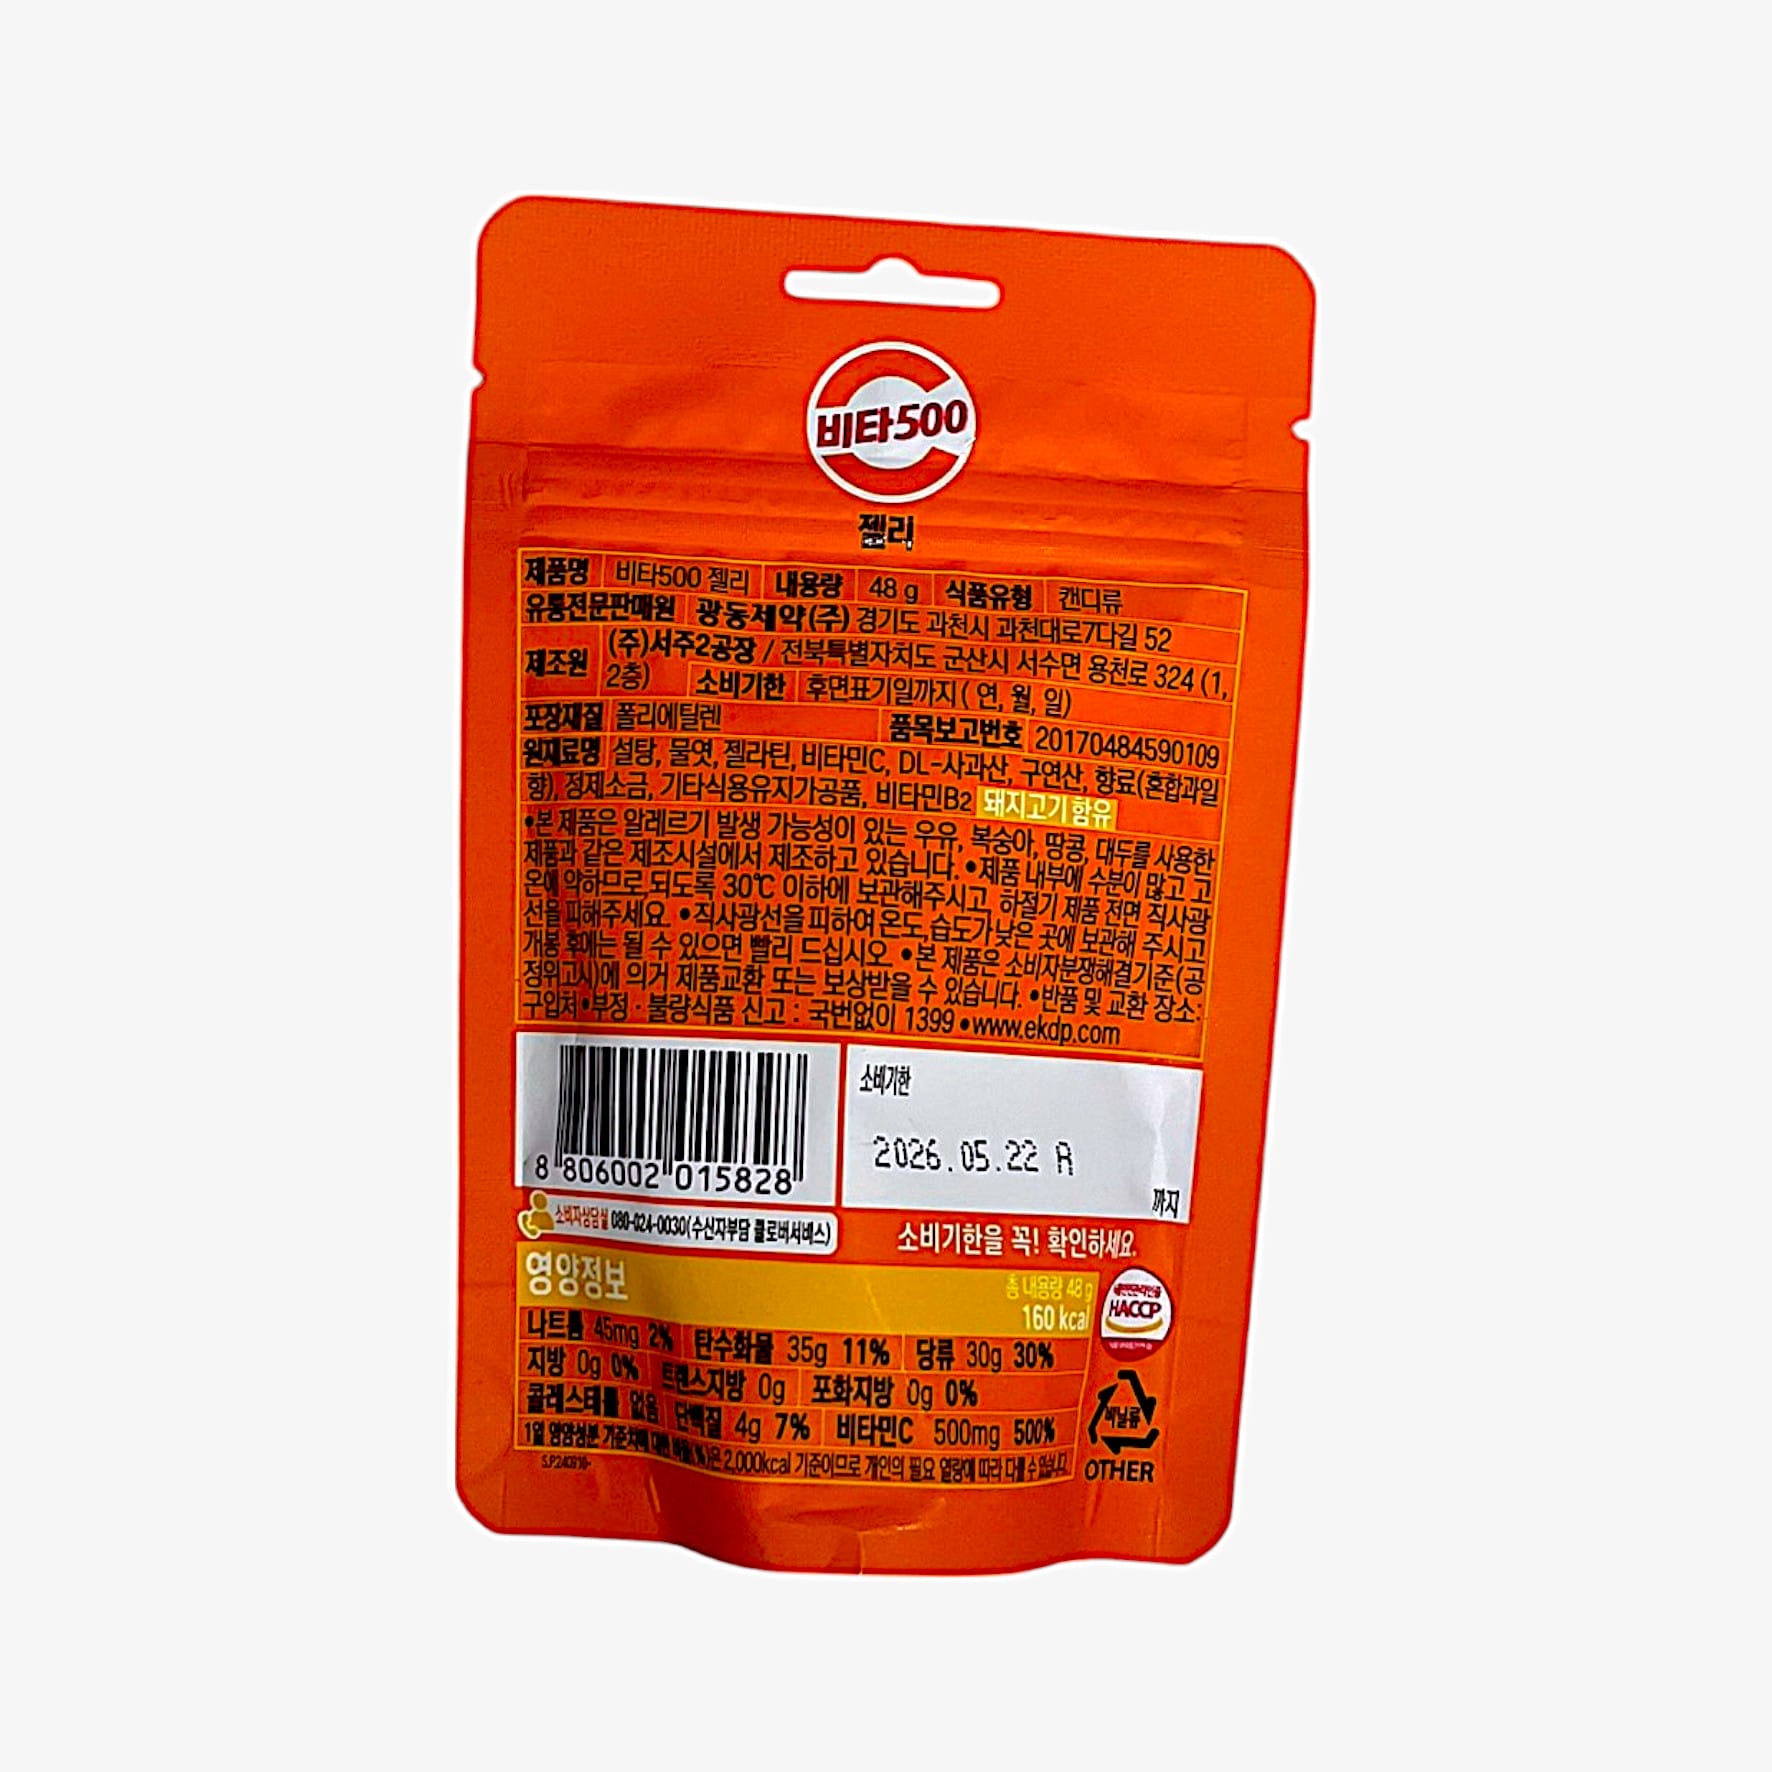 비타500
젤리
제품명 비타500 젤리 내용량 48 g 식품유형 캔디류
유통전문판매원 광동제약(주) 경기도 과천시 과천대로7다길 52
제조원 (주)서주2공장 / 전북특별자치도 군산시 서수면 용천로 324 (1,
2층) 소비기한 후면표기일까지 ( 연, 월, 일)
포장재질 폴리에틸렌 품목보고번호 20170484590109
원재료명 설탕, 물엿, 젤라틴, 비타민C, DL-사과산, 구연산, 향료(혼합과일
향), 정제소금, 기타식용유지가공품, 비타민B2 돼지고기 함유
•본 제품은 알레르기 발생 가능성이 있는 우유, 복숭아, 땅콩, 대두를 사용한
제품과 같은 제조시설에서 제조하고 있습니다. •제품 내부에 수분이 많고 고
온에 약하므로 되도록 30℃ 이하에 보관해주시고, 하절기 제품 전면 직사광
선을 피해주세요. •직사광선을 피하여 온도, 습도가 낮은 곳에 보관해 주시고
개봉 후에는 될 수 있으면 빨리 드십시오. •본 제품은 소비자분쟁해결기준(공
정위고시)에 의거 제품교환 또는 보상받을 수 있습니다. •반품 및 교환 장소:
구입처 •부정 · 불량식품 신고 : 국번없이 1399 •www.ekdp.com
소비기한
2026.05.22 A
까지
8 806002 015828
소비자상담실 080-024-0030(수신자부담 클로버서비스)
소비기한을 꼭! 확인하세요.
영양정보
총 내용량 48 g
160 kcal
HACCP
나트륨 45mg 2% 탄수화물 35g 11% 당류 30g 30%
지방 0g 0% 트랜스지방 0g 포화지방 0g 0%
콜레스테롤 없음 단백질 4g 7% 비타민C 500mg 500%
1일 영양성분 기준치에 대한 비율(%)은 2,000kcal 기준이므로 개인의 필요 열량에 따라 다를 수 있습니다.
비닐류
OTHER